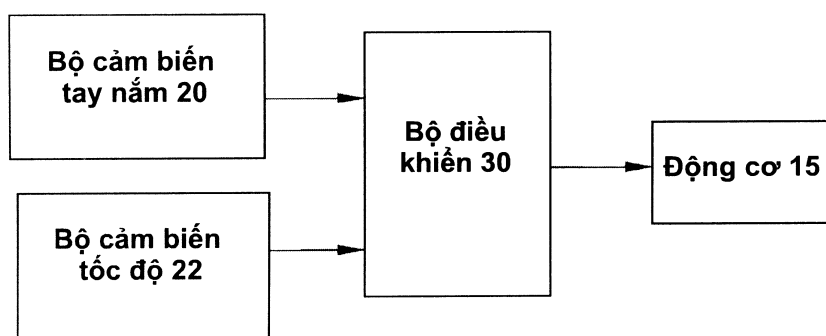 Bộ cảm biến
tay nắm 20
Bộ điều
khiển 30
Động cơ 15
Bộ cảm biến
tốc độ 22